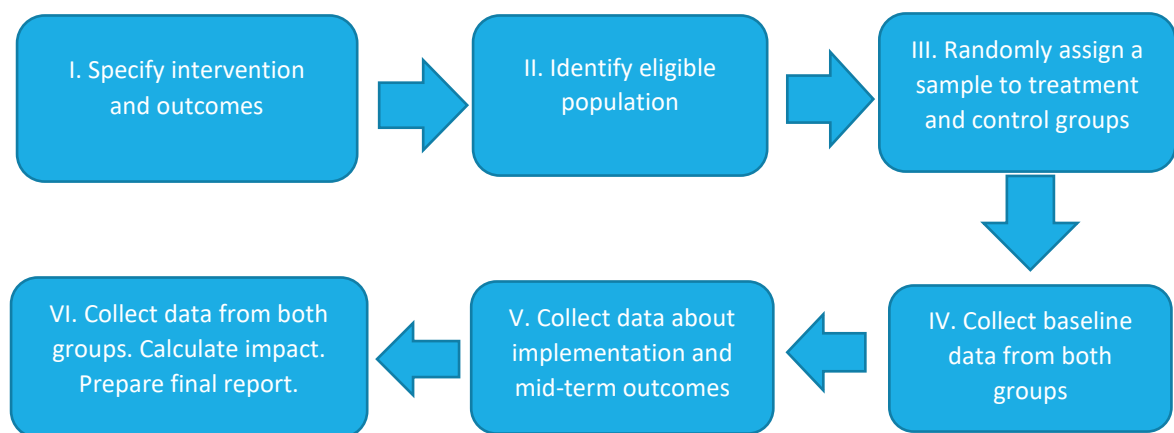 I. Specify intervention
and outcomes
II. Identify eligible
population
III. Randomly assign a
sample to treatment
and control groups
IV. Collect baseline
data from both
groups
V. Collect data about
implementation and
mid-term outcomes
VI. Collect data from both
groups. Calculate impact.
Prepare final report.